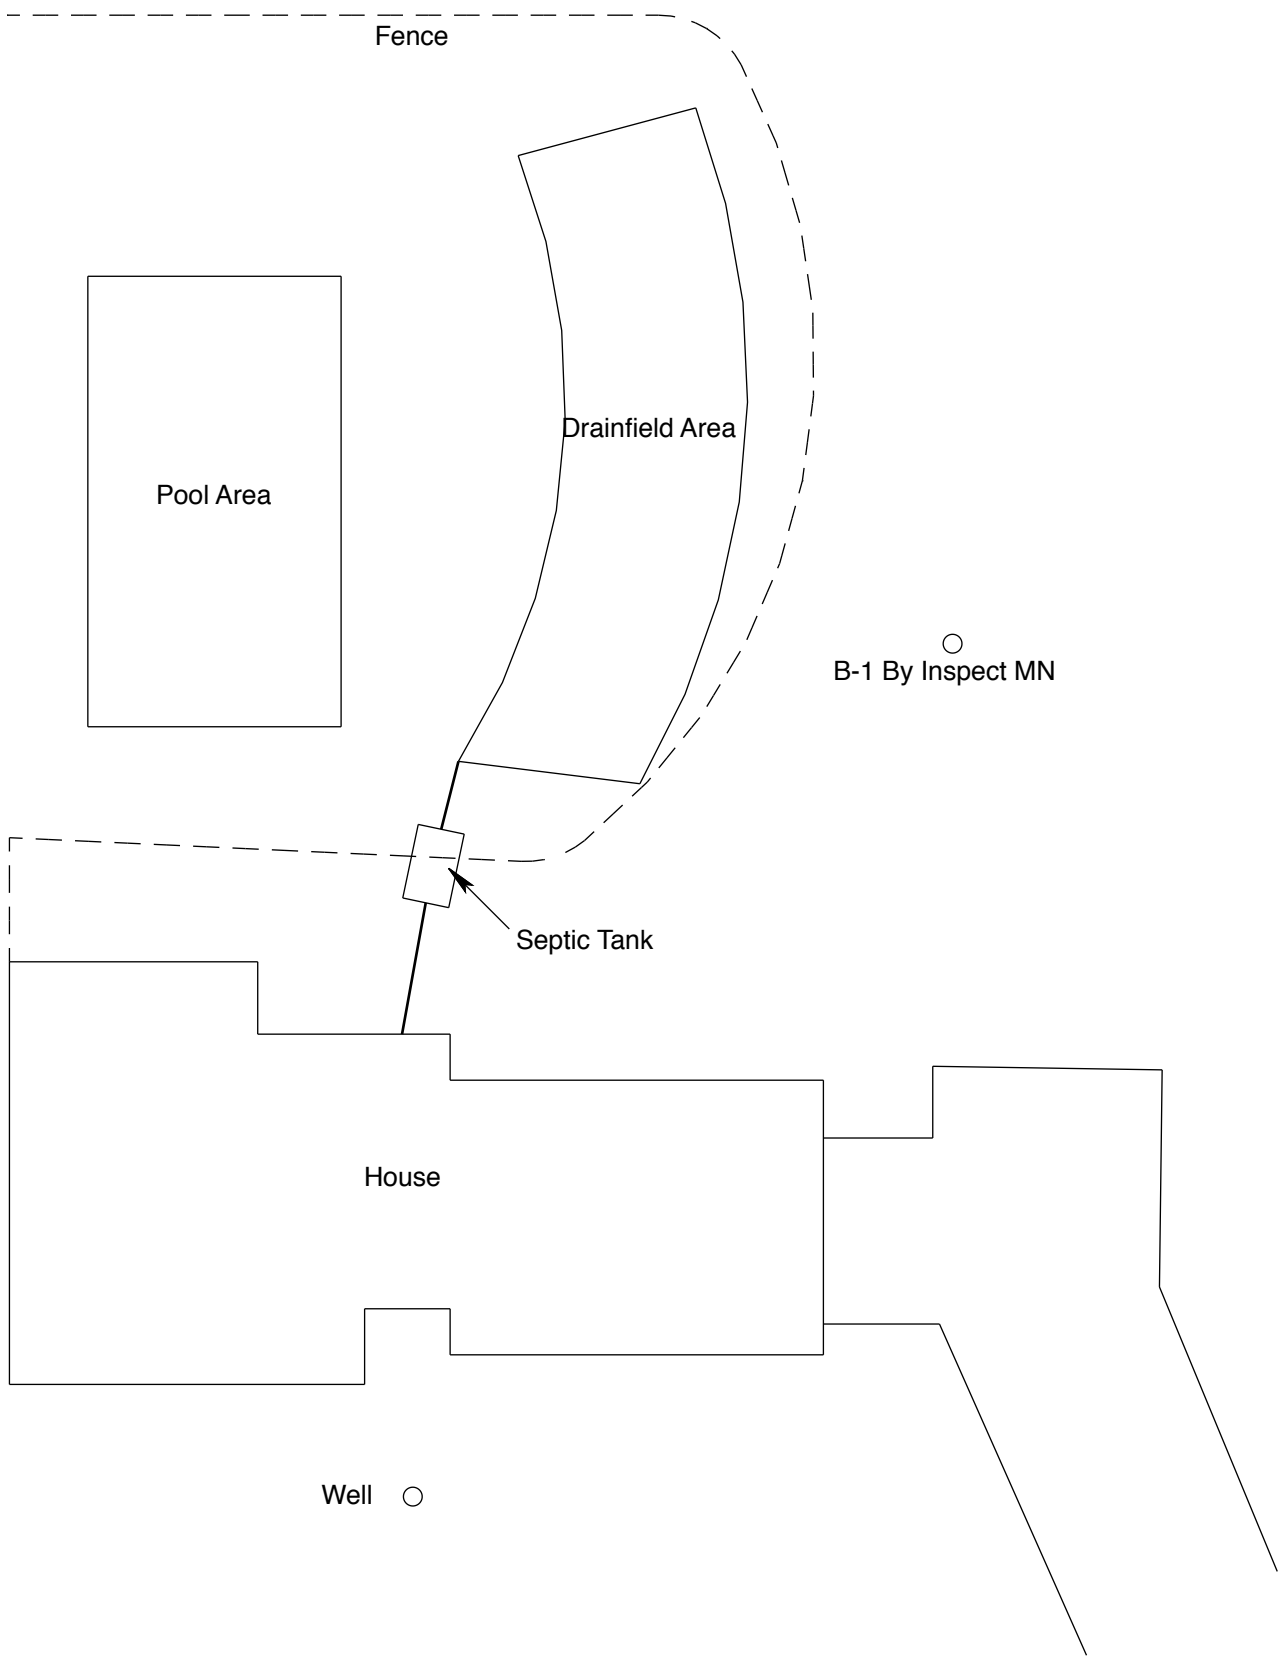 Fence
Drainfield Area
Pool Area
B-1 By Inspect MN
Septic Tank
House
Well